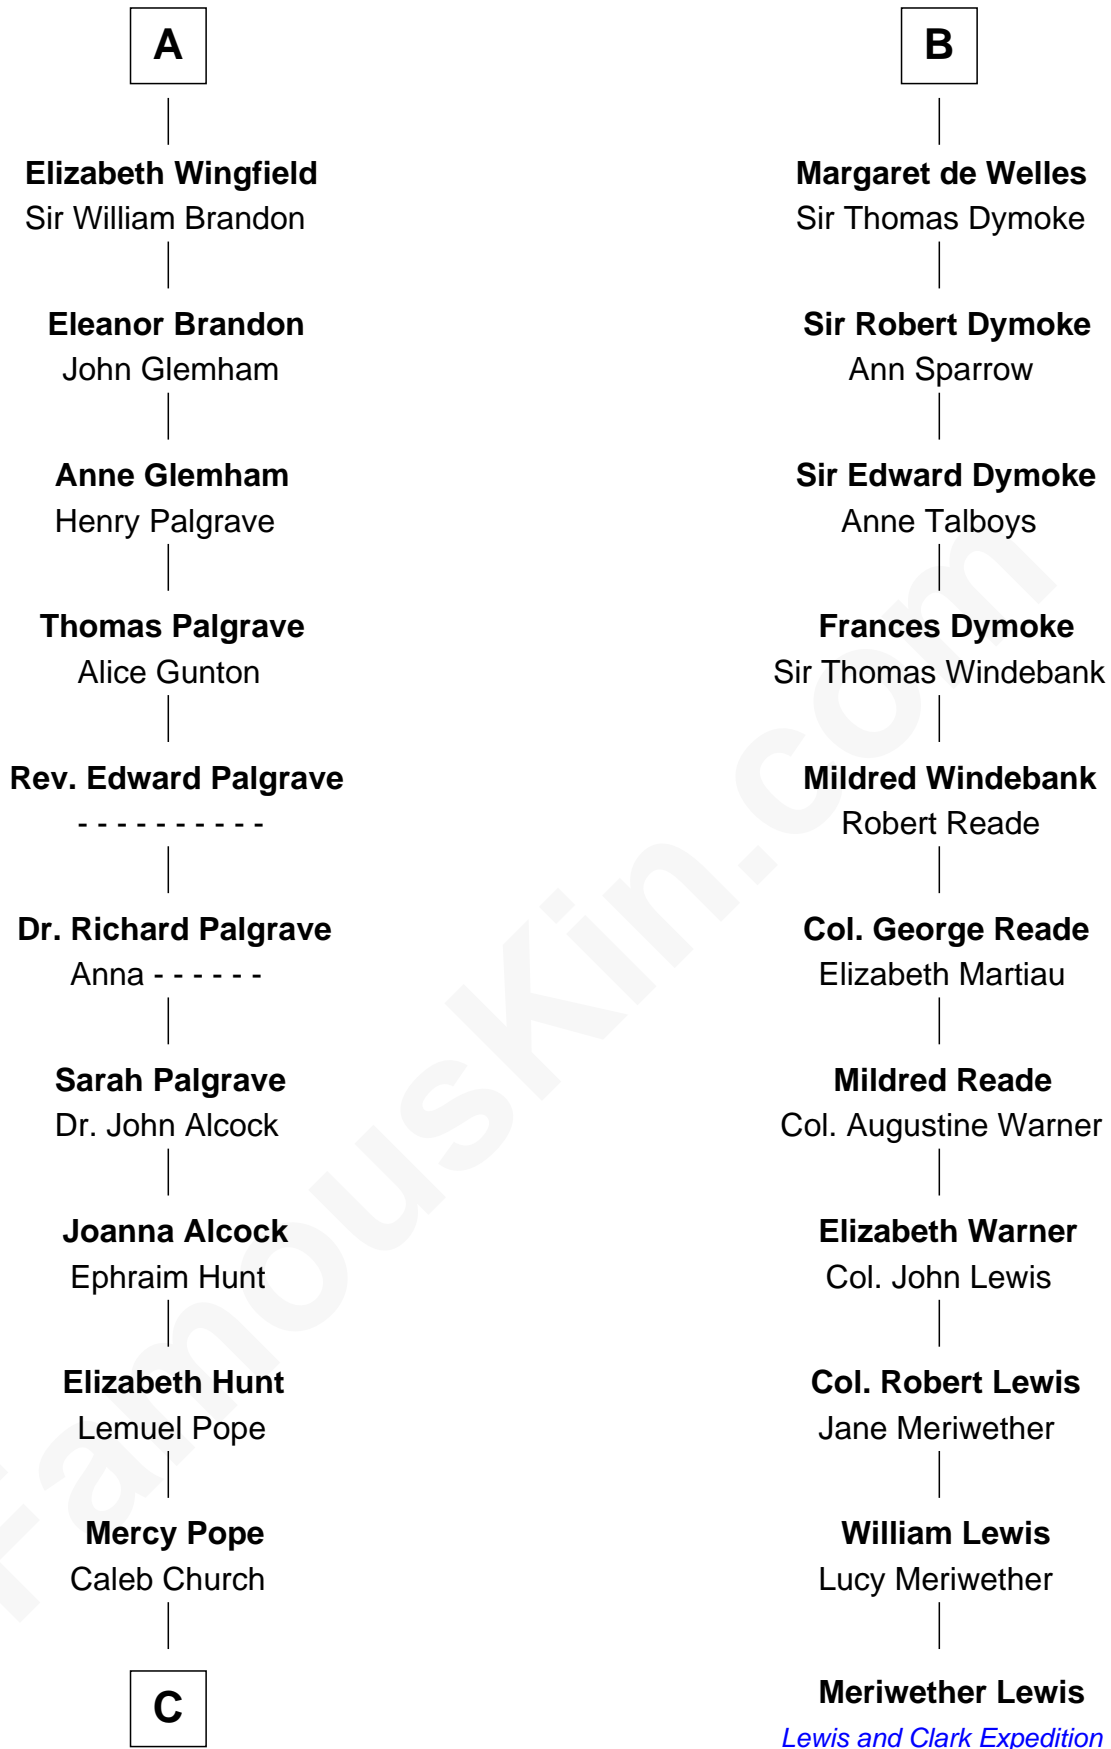 A
Elizabeth Wingfield
Sir William Brandon
Eleanor Brandon
John Glemham
Anne Glemham
Henry Palgrave
Thomas Palgrave
Alice Gunton
Rev. Edward Palgrave
- - - - - - - - - -
Dr. Richard Palgrave
Anna - - - - - -
Sarah Palgrave
Dr. John Alcock
Joanna Alcock
Ephraim Hunt
Elizabeth Hunt
Lemuel Pope
Mercy Pope
Caleb Church
C
B
Margaret de Welles
Sir Thomas Dymoke
Sir Robert Dymoke
Ann Sparrow
Sir Edward Dymoke
Anne Talboys
Frances Dymoke
Sir Thomas Windebank
Mildred Windebank
Robert Reade
Col. George Reade
Elizabeth Martiau
Mildred Reade
Col. Augustine Warner
Elizabeth Warner
Col. John Lewis
Col. Robert Lewis
Jane Meriwether
William Lewis
Lucy Meriwether
Meriwether Lewis
Lewis and Clark Expedition
FamousKin.com